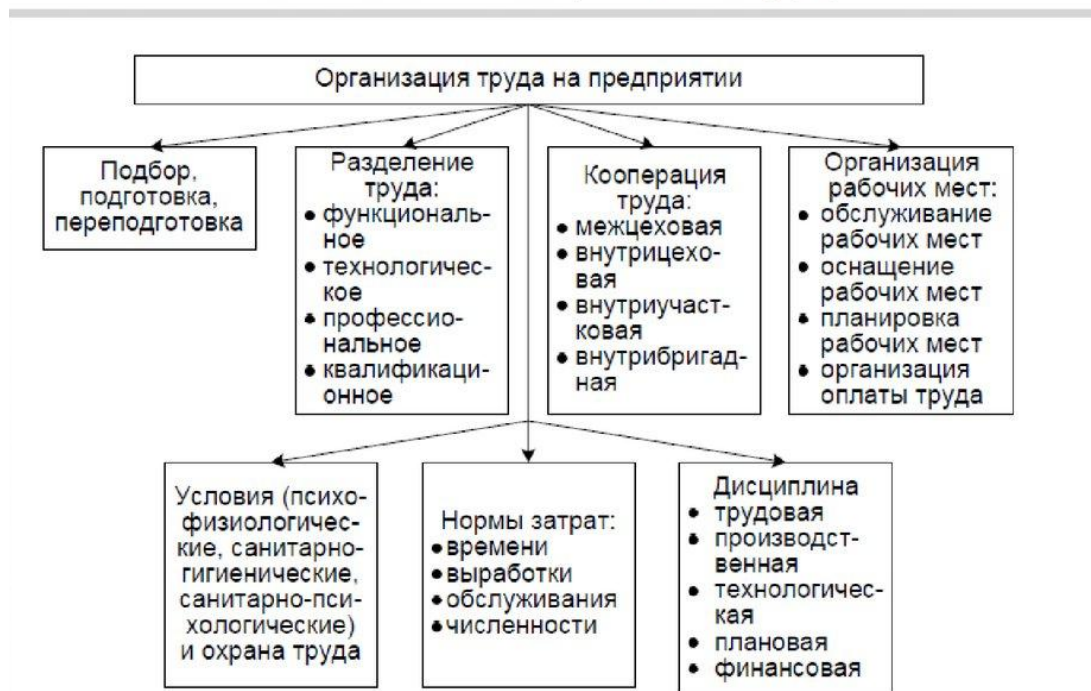 Организация труда на предприятии
Подбор,
подготовка,
переподготовка
Разделение
труда:
• функциональ-
ное
• технологичес-
кое
• профессио-
нальное
• квалификаци-
онное
Кооперация
труда:
• межцеховая
• внутрицехо-
вая
• внутриучаст-
ковая
• внутрибригад-
ная
Организация
рабочих мест:
• обслуживание
рабочих мест
• оснащение
рабочих мест
• планировка
рабочих мест
• организация
оплаты труда
Условия (психо-
физиологичес-
кие, санитарно-
гигиенические,
санитарно-пси-
хологические)
и охрана труда
Нормы затрат:
• времени
• выработки
• обслуживания
• численности
Дисциплина
• трудовая
• производст-
венная
• технологичес-
кая
• плановая
• финансовая